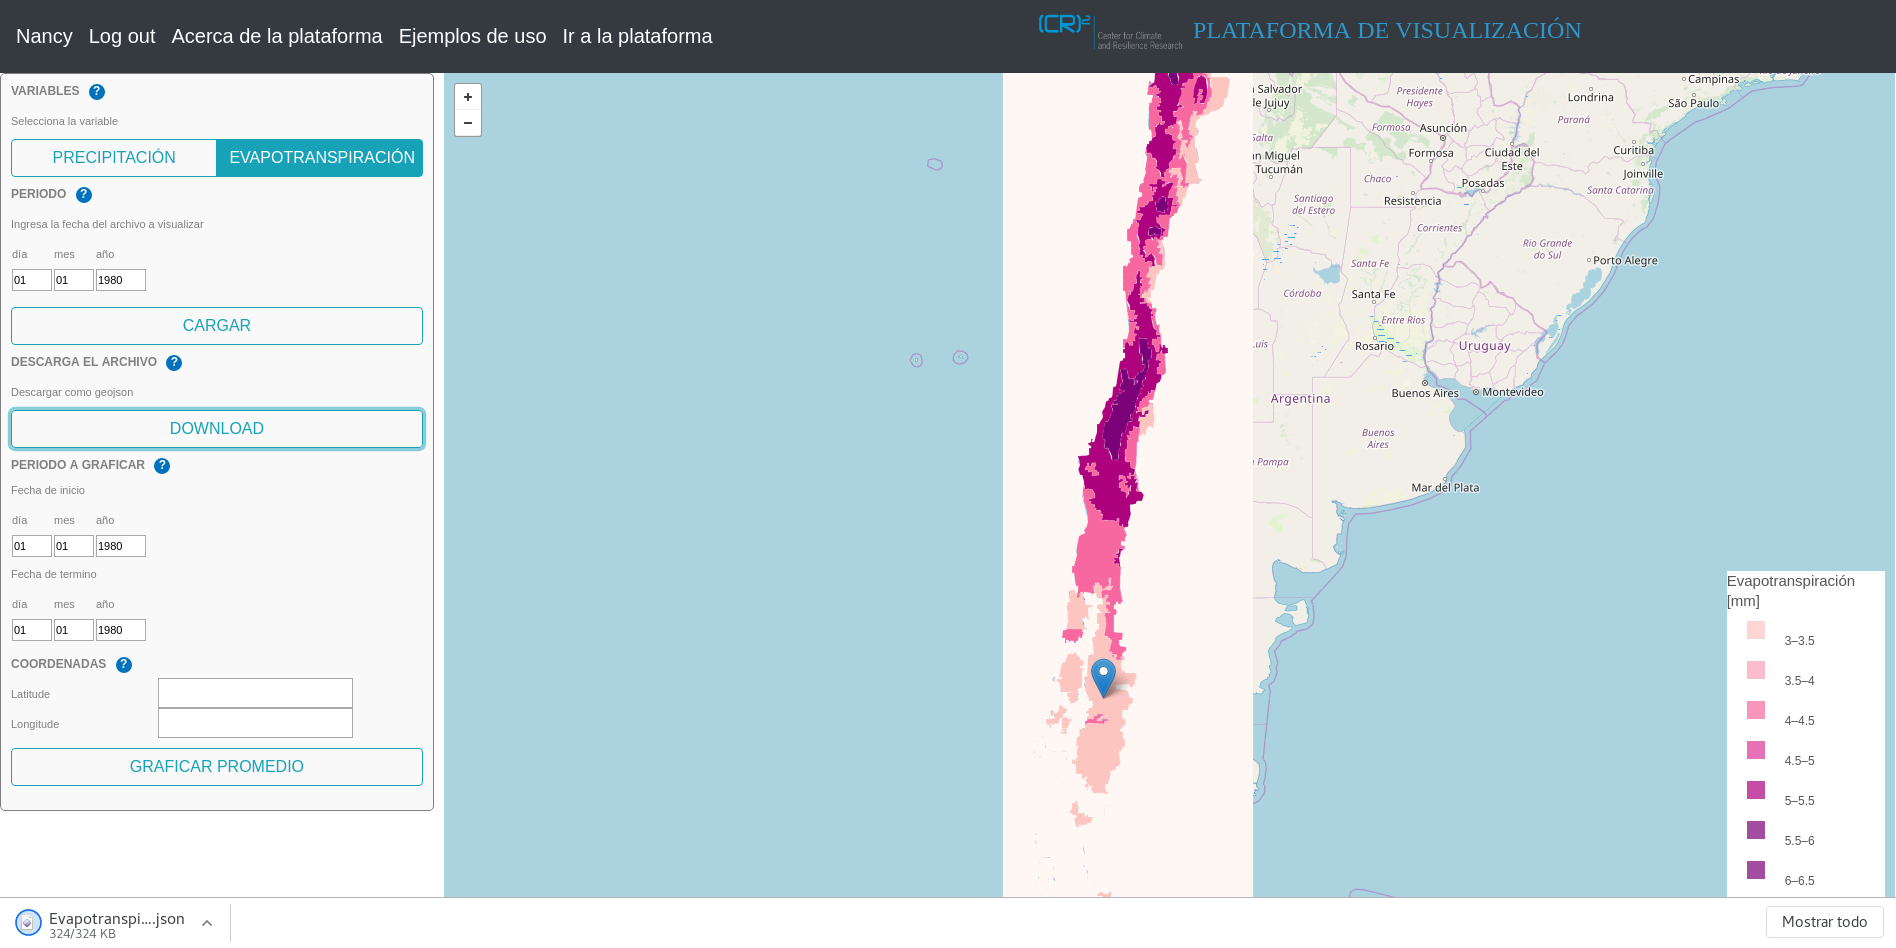 Nancy Log out Acerca de la plataforma Ejemplos de uso Ir a la plataforma
(CR)2
Center for Climate
and Resilience Research
PLATAFORMA DE VISUALIZACIÓN
VARIABLES ?
Selecciona la variable
PRECIPITACIÓN EVAPOTRANSPIRACIÓN
PERIODO ?
Ingresa la fecha del archivo a visualizar
día mes año
01 01 1980
CARGAR
DESCARGA EL ARCHIVO ?
Descargar como geojson
DOWNLOAD
PERIODO A GRAFICAR ?
Fecha de inicio
día mes año
01 01 1980
Fecha de termino
día mes año
01 01 1980
COORDENADAS ?
Latitude
Longitude
GRAFICAR PROMEDIO
+
−
Salvador
de Jujuy
Presidente
Hayes
Campinas
Londrina
São Paulo
Paraná
Salta
Formosa
Asunción
Miguel
Tucumán
Formosa
Ciudad del
Este
Curitiba
Joinville
Chaco
Posadas
Santa Catarina
Santiago
del Estero
Resistencia
Corrientes
Rio Grande
do Sul
Santa Fe
Porto Alegre
Córdoba
Santa Fe
Entre Ríos
Luis
Rosario
Uruguay
Argentina
Buenos Aires
Montevideo
Buenos
Aires
Pampa
Mar del Plata
Evapotranspiración
[mm]
3–3.5
3.5–4
4–4.5
4.5–5
5–5.5
5.5–6
6–6.5
Evapotranspi....json
324/324 KB
Mostrar todo